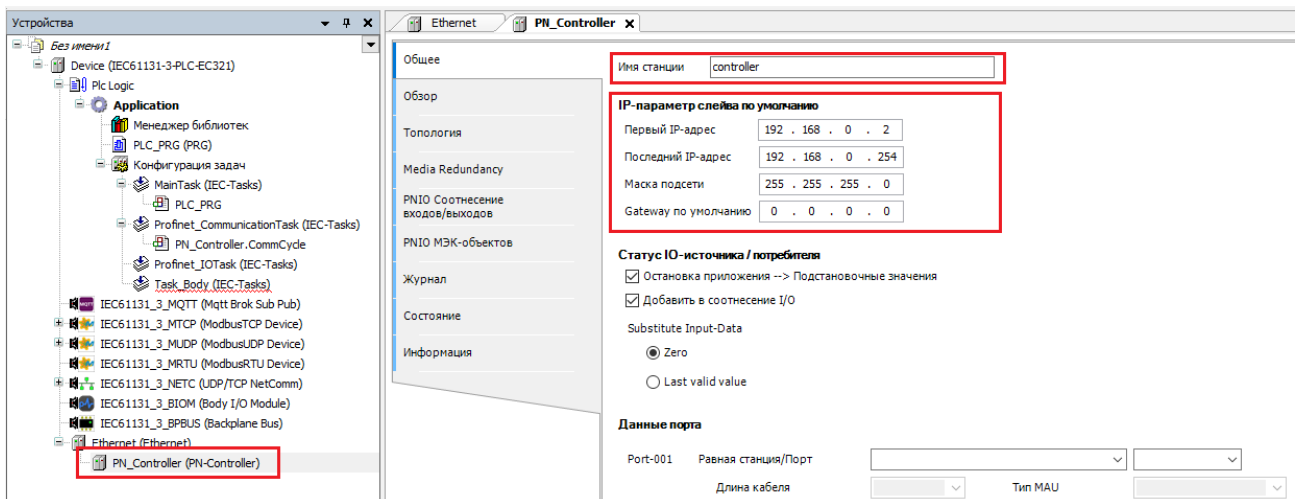 Устройства
Без имени1
Device (IEC61131-3-PLC-EC321)
Plc Logic
Application
Менеджер библиотек
PLC_PRG (PRG)
Конфигурация задач
MainTask (IEC-Tasks)
PLC_PRG
Profinet_CommunicationTask (IEC-Tasks)
PN_Controller.CommCycle
Profinet_IOTask (IEC-Tasks)
Task_Body (IEC-Tasks)
IEC61131_3_MQTT (Mqtt Brok Sub Pub)
IEC61131_3_MTCP (ModbusTCP Device)
IEC61131_3_MUDP (ModbusUDP Device)
IEC61131_3_MRTU (ModbusRTU Device)
IEC61131_3_NETC (UDP/TCP NetComm)
IEC61131_3_BIOM (Body I/O Module)
IEC61131_3_BPBUS (Backplane Bus)
Ethernet (Ethernet)
PN_Controller (PN-Controller)
Ethernet PN_Controller
Общее
Обзор
Топология
Media Redundancy
PNIO Соотнесение
входов/выходов
PNIO МЭК-объектов
Журнал
Состояние
Информация
Имя станции controller
IP-параметр слейва по умолчанию
Первый IP-адрес 192 . 168 . 0 . 2
Последний IP-адрес 192 . 168 . 0 . 254
Маска подсети 255 . 255 . 255 . 0
Gateway по умолчанию 0 . 0 . 0 . 0
Статус IO-источника / потребителя
Остановка приложения --> Подстановочные значения
Добавить в соотнесение I/O
Substitute Input-Data
Zero
Last valid value
Данные порта
Port-001 Равная станция/Порт
Длина кабеля Тип MAU